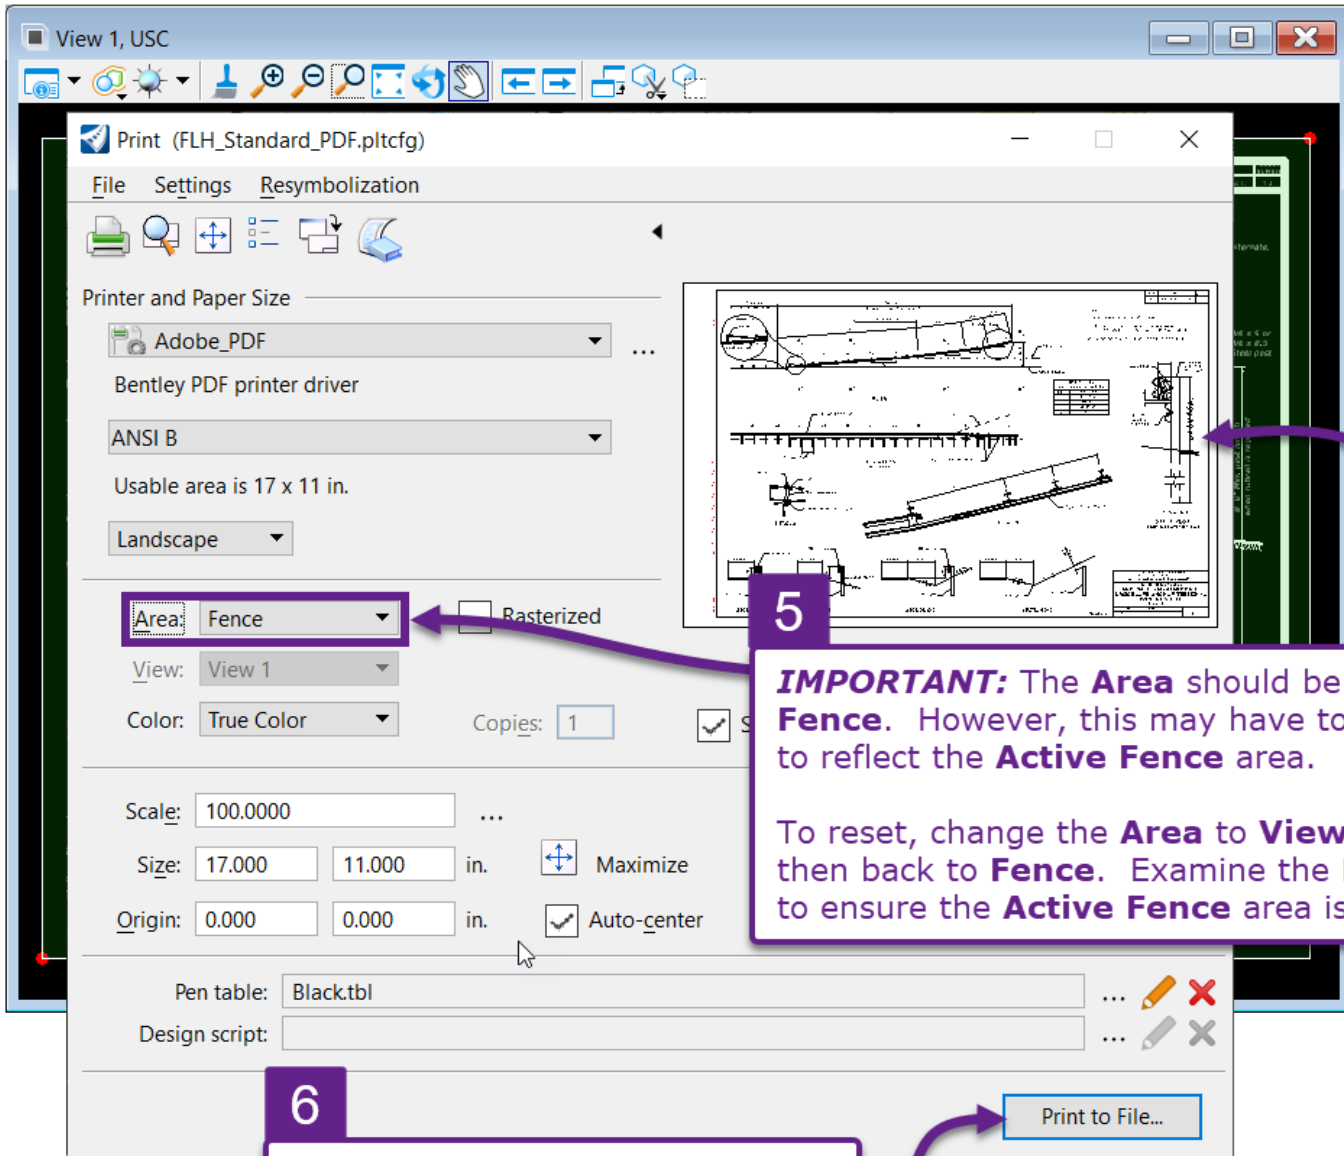 View 1, USC
Print (FLH_Standard_PDF.pltcfg)
File Settings Resymbolization
Printer and Paper Size
Adobe_PDF
...
Bentley PDF printer driver
ANSI B
Usable area is 17 x 11 in.
Landscape
Area: Fence
Rasterized
View: View 1
Color: True Color
Copies: 1
S
5
IMPORTANT: The Area should be
Fence. However, this may have to
to reflect the Active Fence area.
To reset, change the Area to View
then back to Fence. Examine the
to ensure the Active Fence area is
Scale: 100.0000 ...
Size: 17.000 11.000 in. Maximize
Origin: 0.000 0.000 in. Auto-center
Pen table: Black.tbl ...
Design script: ...
6
Print to File...